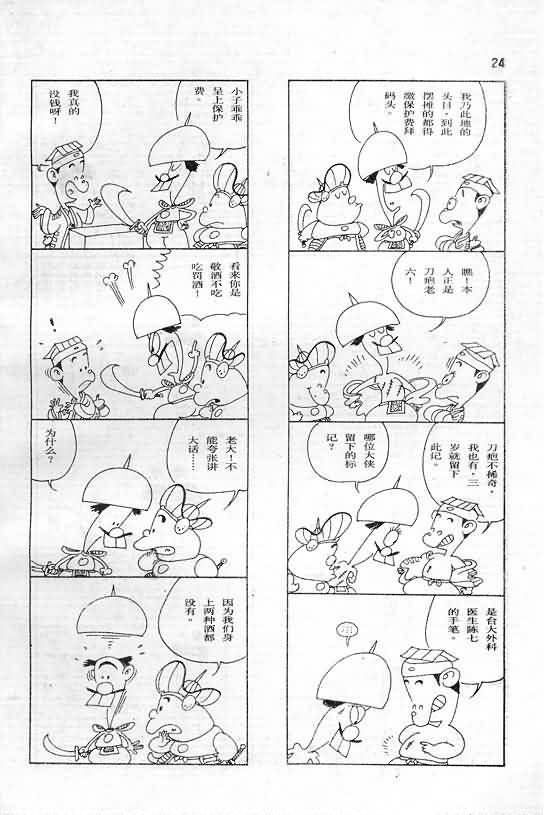 24
我乃此地的
头目，到此
摆摊的都得
缴保护费拜
码头。
瞧！本
人正是
刀疤老
六！
刀疤不稀奇，
我也有，三
岁就留下
此记。
哪位大侠
留下的标
记？
是台大外科
医生陈七
的手笔。
……
小子乖乖
呈上保护
费。
我真的
没钱呀！
看来你是
敬酒不吃
吃罚酒！
!
老大！不
能夸张讲
大话……
为什么？
因为我们身
上两种酒都
没有。